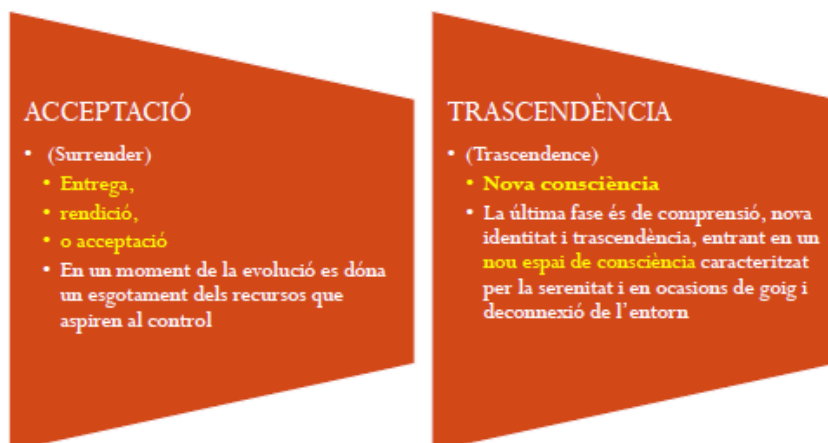 ACCEPTACIÓ
• (Surrender)
• Entrega,
• rendició,
• o acceptació
• En un moment de la evolució es dóna
un esgotament dels recursos que
aspiren al control
TRASCENDÈNCIA
• (Trascendence)
• Nova consciència
• La última fase és de comprensió, nova
identitat i trascendència, entrant en un
nou espai de consciència caracteritzat
per la serenitat i en ocasions de goig i
deconnexió de l'entorn